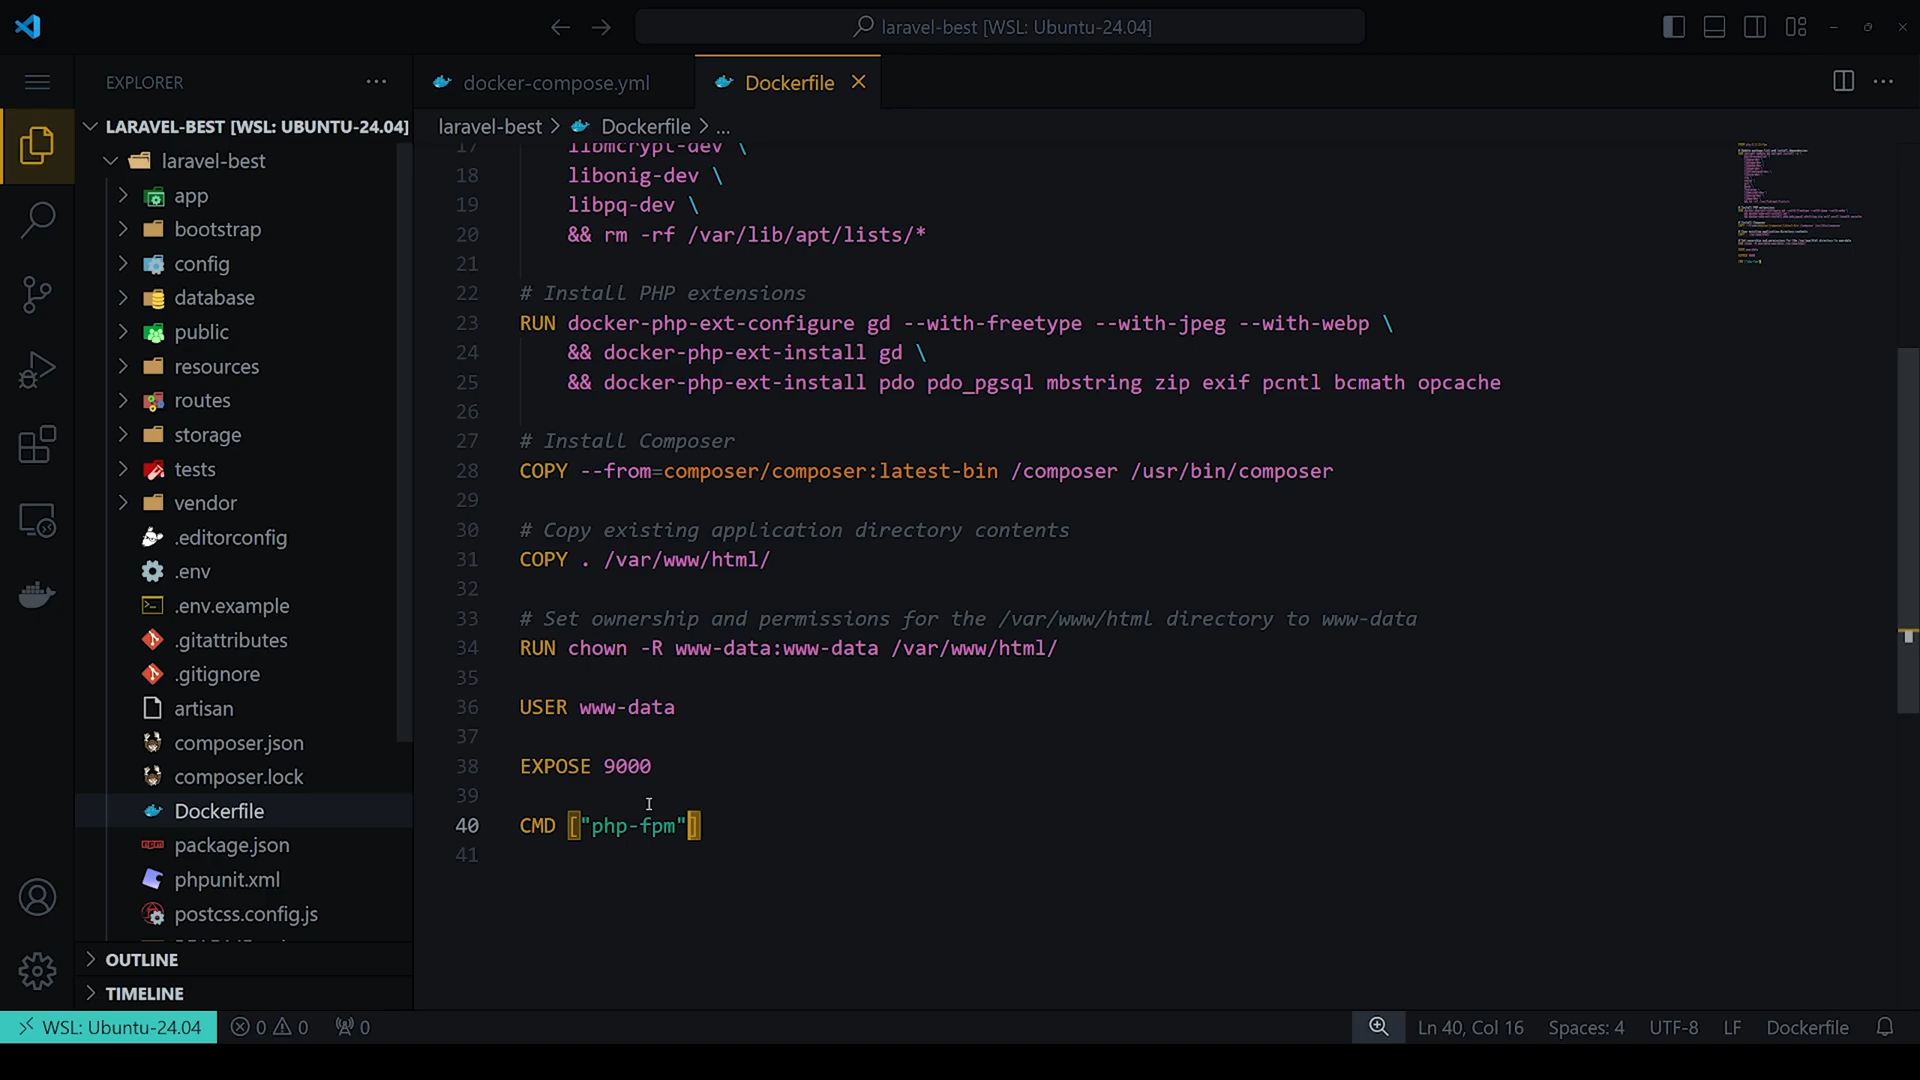 laravel-best [WSL: Ubuntu-24.04]
EXPLORER
LARAVEL-BEST [WSL: UBUNTU-24.04]
laravel-best
app
bootstrap
config
database
public
resources
routes
storage
tests
vendor
.editorconfig
.env
.env.example
.gitattributes
.gitignore
artisan
composer.json
composer.lock
Dockerfile
package.json
phpunit.xml
postcss.config.js
OUTLINE
TIMELINE
docker-compose.yml
Dockerfile
laravel-best > Dockerfile > ...
17 libmcrypt-dev \
18 libonig-dev \
19 libpq-dev \
20 && rm -rf /var/lib/apt/lists/*
21
22 # Install PHP extensions
23 RUN docker-php-ext-configure gd --with-freetype --with-jpeg --with-webp \
24 && docker-php-ext-install gd \
25 && docker-php-ext-install pdo pdo_pgsql mbstring zip exif pcntl bcmath opcache
26
27 # Install Composer
28 COPY --from=composer/composer:latest-bin /composer /usr/bin/composer
29
30 # Copy existing application directory contents
31 COPY . /var/www/html/
32
33 # Set ownership and permissions for the /var/www/html directory to www-data
34 RUN chown -R www-data:www-data /var/www/html/
35
36 USER www-data
37
38 EXPOSE 9000
39
40 CMD ["php-fpm"]
41
WSL: Ubuntu-24.04
0 0
0
Ln 40, Col 16
Spaces: 4
UTF-8
LF
Dockerfile